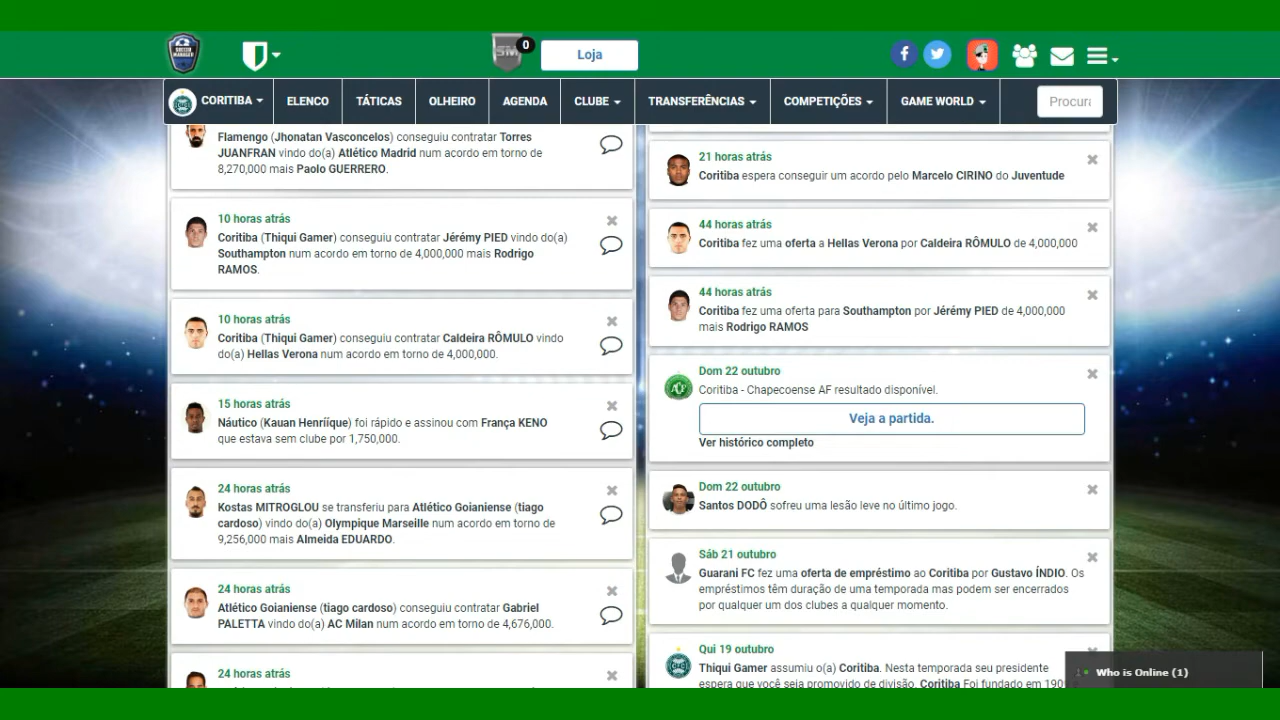 SOCCER MANAGER
SM
0
Loja
CORITIBA
ELENCO
TÁTICAS
OLHEIRO
AGENDA
CLUBE
TRANSFERÊNCIAS
COMPETIÇÕES
GAME WORLD
Procura
Flamengo (Jhonatan Vasconcelos) conseguiu contratar Torres
JUANFRAN vindo do(a) Atlético Madrid num acordo em torno de
8,270,000 mais Paolo GUERRERO.
10 horas atrás
Coritiba (Thiqui Gamer) conseguiu contratar Jérémy PIED vindo do(a)
Southampton num acordo em torno de 4,000,000 mais Rodrigo
RAMOS.
10 horas atrás
Coritiba (Thiqui Gamer) conseguiu contratar Caldeira RÔMULO vindo
do(a) Hellas Verona num acordo em torno de 4,000,000.
15 horas atrás
Náutico (Kauan Henríique) foi rápido e assinou com França KENO
que estava sem clube por 1,750,000.
24 horas atrás
Kostas MITROGLOU se transferiu para Atlético Goianiense (tiago
cardoso) vindo do(a) Olympique Marseille num acordo em torno de
9,256,000 mais Almeida EDUARDO.
24 horas atrás
Atlético Goianiense (tiago cardoso) conseguiu contratar Gabriel
PALETTA vindo do(a) AC Milan num acordo em torno de 4,676,000.
24 horas atrás
21 horas atrás
Coritiba espera conseguir um acordo pelo Marcelo CIRINO do Juventude
44 horas atrás
Coritiba fez uma oferta a Hellas Verona por Caldeira RÔMULO de 4,000,000
44 horas atrás
Coritiba fez uma oferta para Southampton por Jérémy PIED de 4,000,000
mais Rodrigo RAMOS
Dom 22 outubro
Coritiba - Chapecoense AF resultado disponível.
Veja a partida.
Ver histórico completo
Dom 22 outubro
Santos DODÔ sofreu uma lesão leve no último jogo.
Sáb 21 outubro
Guarani FC fez uma oferta de empréstimo ao Coritiba por Gustavo ÍNDIO. Os
empréstimos têm duração de uma temporada mas podem ser encerrados
por qualquer um dos clubes a qualquer momento.
Qui 19 outubro
Thiqui Gamer assumiu o(a) Coritiba. Nesta temporada seu presidente
espera que você seja promovido de divisão. Coritiba Foi fundado em
Who is Online (1)